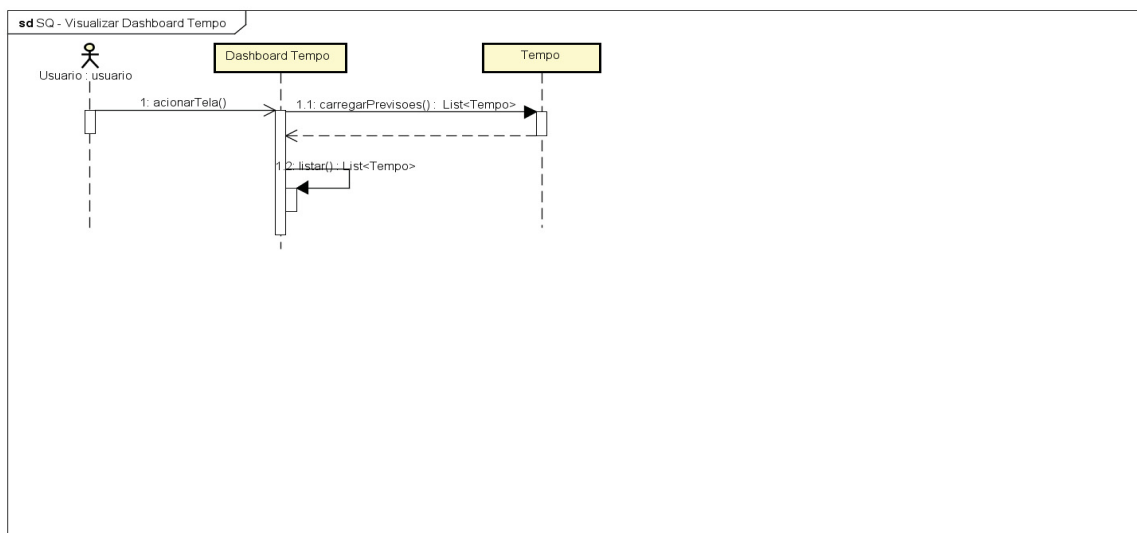 sd SQ - Visualizar Dashboard Tempo
Usuario : usuario
Dashboard Tempo
Tempo
1: acionarTela()
1.1: carregarPrevisoes() : List<Tempo>
1.2: listar() : List<Tempo>